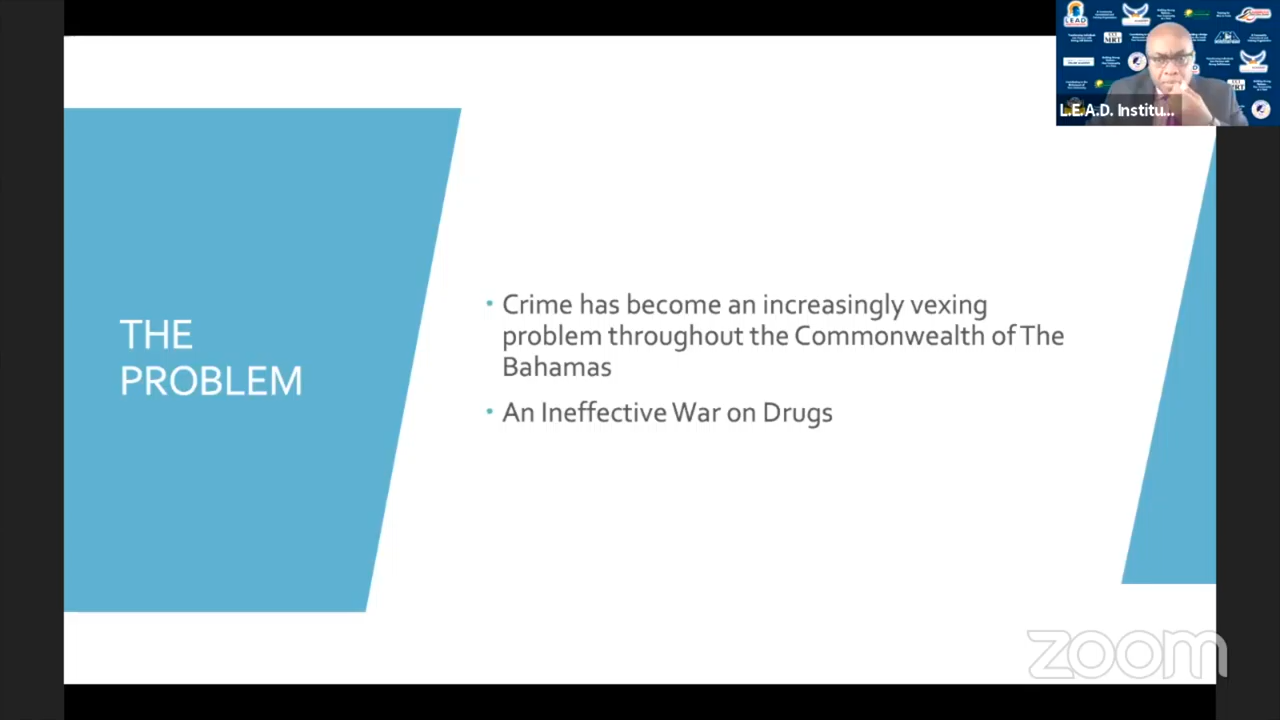 LEAD
L.E.A.D. Institu...
THE
PROBLEM
• Crime has become an increasingly vexing
problem throughout the Commonwealth of The
Bahamas
• An Ineffective War on Drugs
zoom